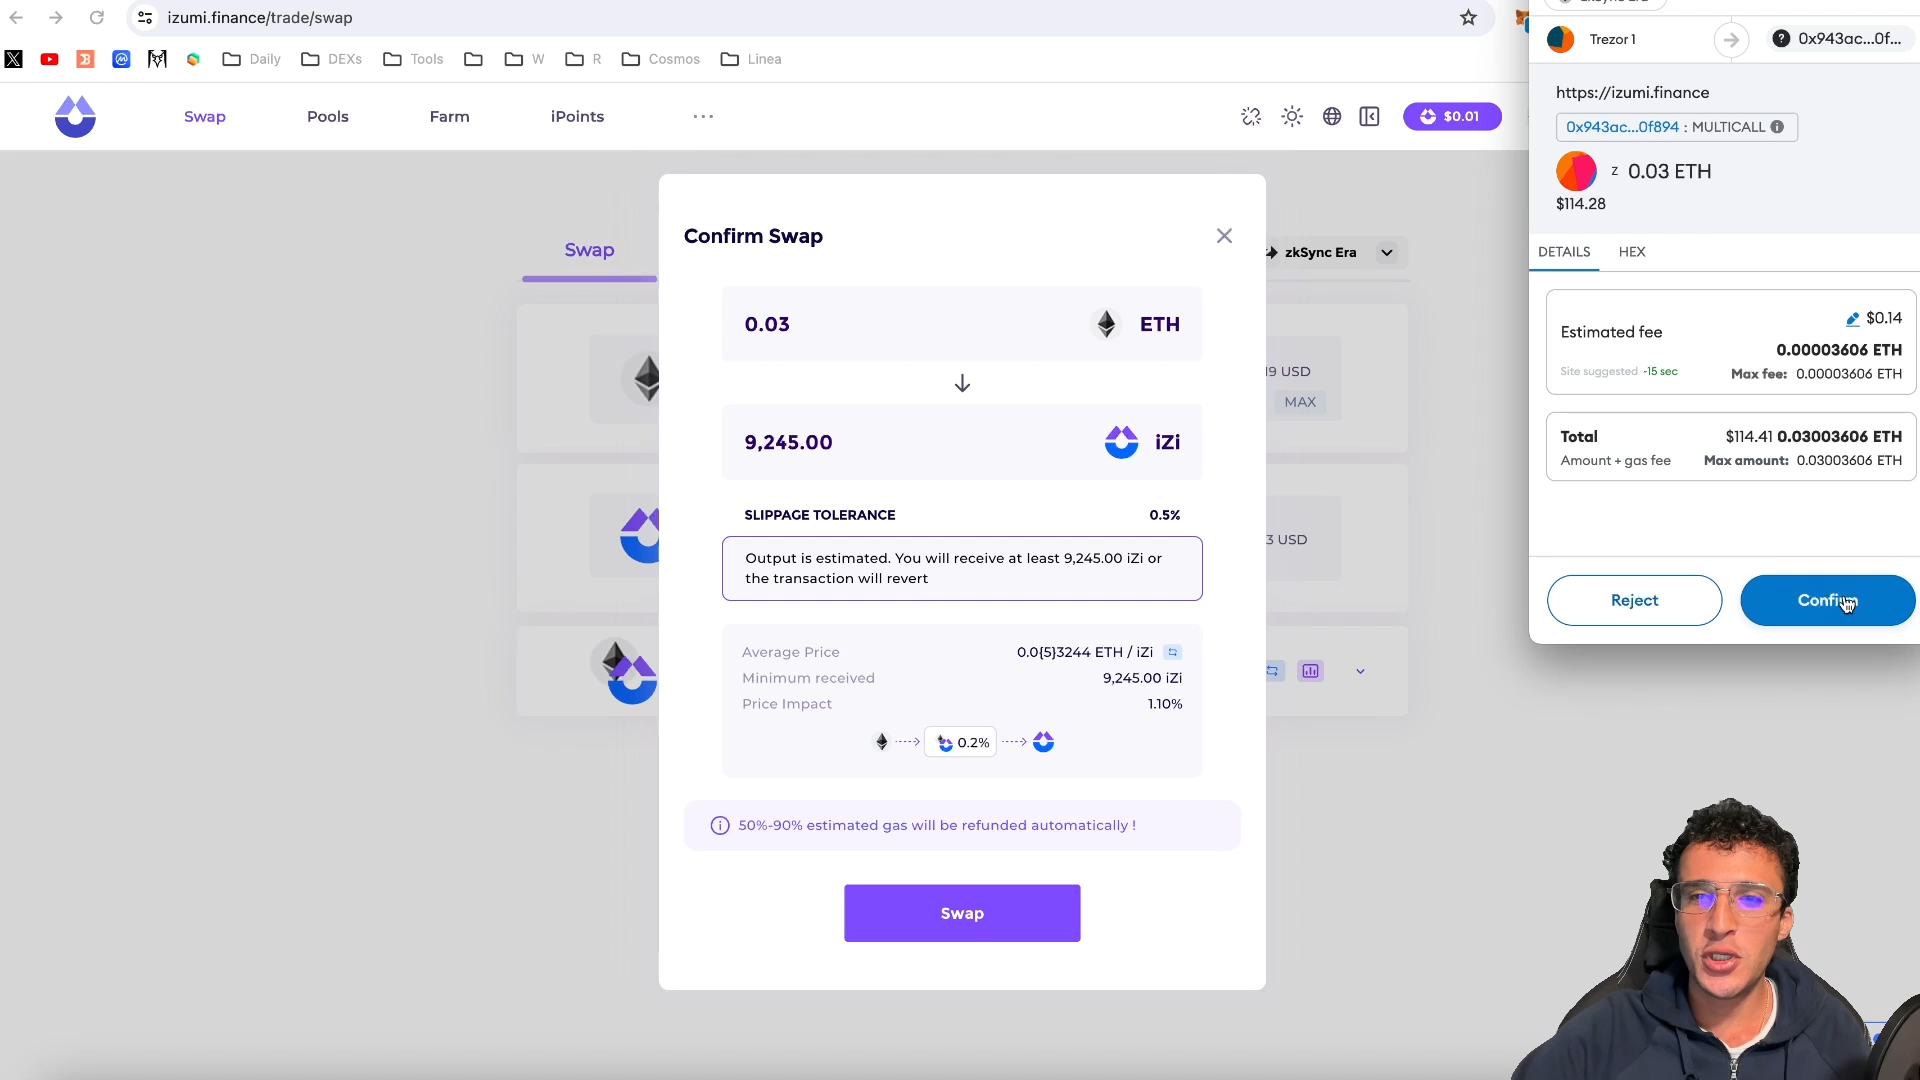 izumi.finance/trade/swap
Daily
DEXs
Tools
W
R
Cosmos
Linea
Swap
Pools
Farm
iPoints
...
$0.01
Swap
zkSync Era
19 USD
MAX
3 USD
Confirm Swap
0.03
ETH
9,245.00
iZi
SLIPPAGE TOLERANCE
0.5%
Output is estimated. You will receive at least 9,245.00 iZi or
the transaction will revert
Average Price
0.0{5}3244 ETH / iZi
Minimum received
9,245.00 iZi
Price Impact
1.10%
0.2%
50%-90% estimated gas will be refunded automatically !
Swap
Trezor 1
0x943ac...0f...
https://izumi.finance
0x943ac...0f894 : MULTICALL
Z 0.03 ETH
$114.28
DETAILS
HEX
Estimated fee
$0.14
0.00003606 ETH
Site suggested ~15 sec
Max fee: 0.00003606 ETH
Total
$114.41 0.03003606 ETH
Amount + gas fee
Max amount: 0.03003606 ETH
Reject
Confirm